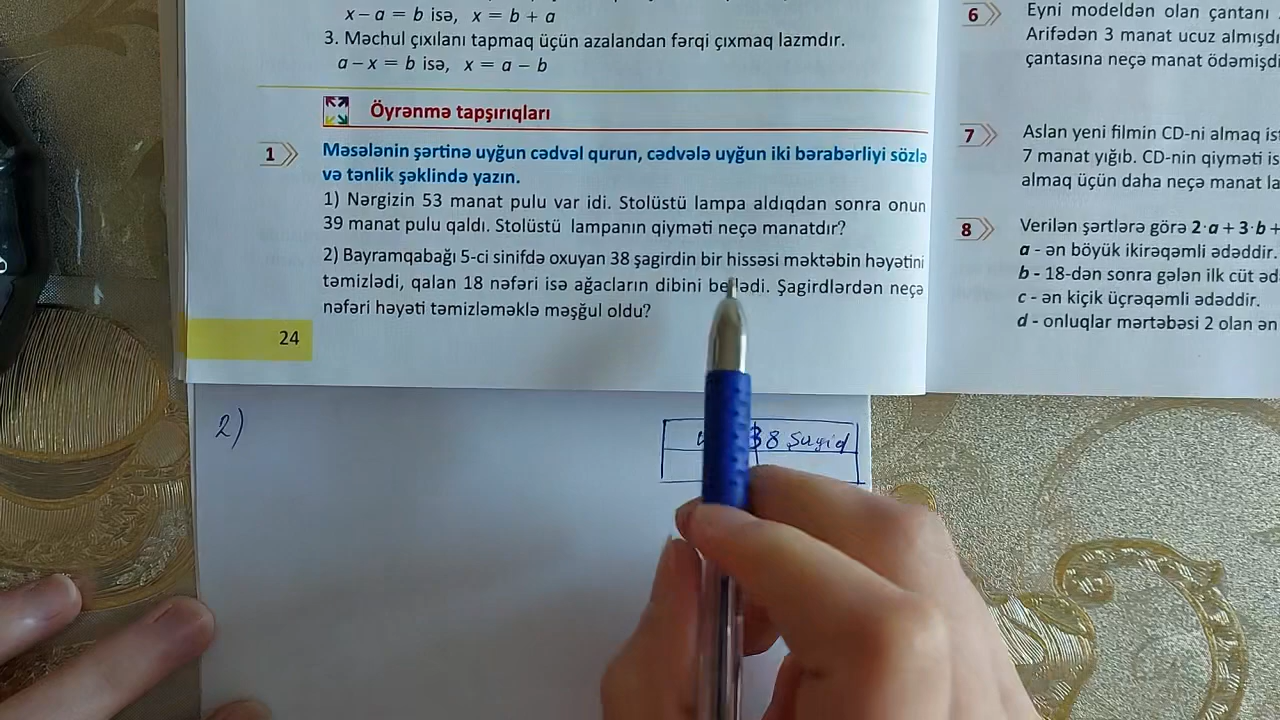 x – a = b isə, x = b + a
3. Məchul çıxılanı tapmaq üçün azalandan fərqi çıxmaq lazmdır.
a – x = b isə, x = a – b
Öyrənmə tapşırıqları
1 Məsələnin şərtinə uyğun cədvəl qurun, cədvələ uyğun iki bərabərliyi sözlə
və tənlik şəklində yazın.
1) Nərgizin 53 manat pulu var idi. Stolüstü lampa aldıqdan sonra onun
39 manat pulu qaldı. Stolüstü lampanın qiyməti neçə manatdır?
2) Bayramqabağı 5-ci sinifdə oxuyan 38 şagirdin bir hissəsi məktəbin həyətini
təmizlədi, qalan 18 nəfəri isə ağacların dibini Şagirdlərdən neçə
nəfəri həyəti təmizləməklə məşğul oldu?
24
6 Eyni modeldən olan çantanı
Arifədən 3 manat ucuz almışdı
çantasına neçə manat ödəmişdi
7 Aslan yeni filmin CD-ni almaq is
7 manat yığıb. CD-nin qiyməti is
almaq üçün daha neçə manat la
8 Verilən şərtlərə görə 2·a + 3·b +
a - ən böyük ikirəqəmli ədəddir.
b - 18-dən sonra gələn ilk cüt əd
c - ən kiçik üçrəqəmli ədəddir.
d - onluqlar mərtəbəsi 2 olan ən
2)
38 Şagid